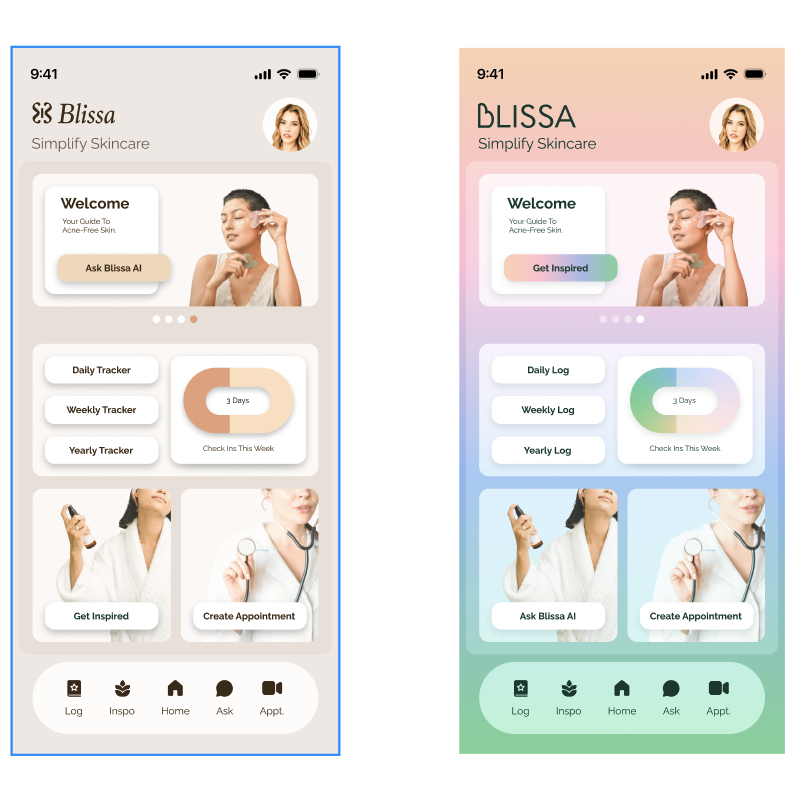 9:41
Blissa
Simplify Skincare
Welcome
Your Guide To
Acne-Free Skin.
Ask Blissa AI
Daily Tracker
Weekly Tracker
Yearly Tracker
3 Days
Check Ins This Week
Get Inspired
Create Appointment
Log
Inspo
Home
Ask
Appt.
9:41
BLISSA
Simplify Skincare
Welcome
Your Guide To
Acne-Free Skin.
Get Inspired
Daily Log
Weekly Log
Yearly Log
3 Days
Check Ins This Week
Ask Blissa AI
Create Appointment
Log
Inspo
Home
Ask
Appt.